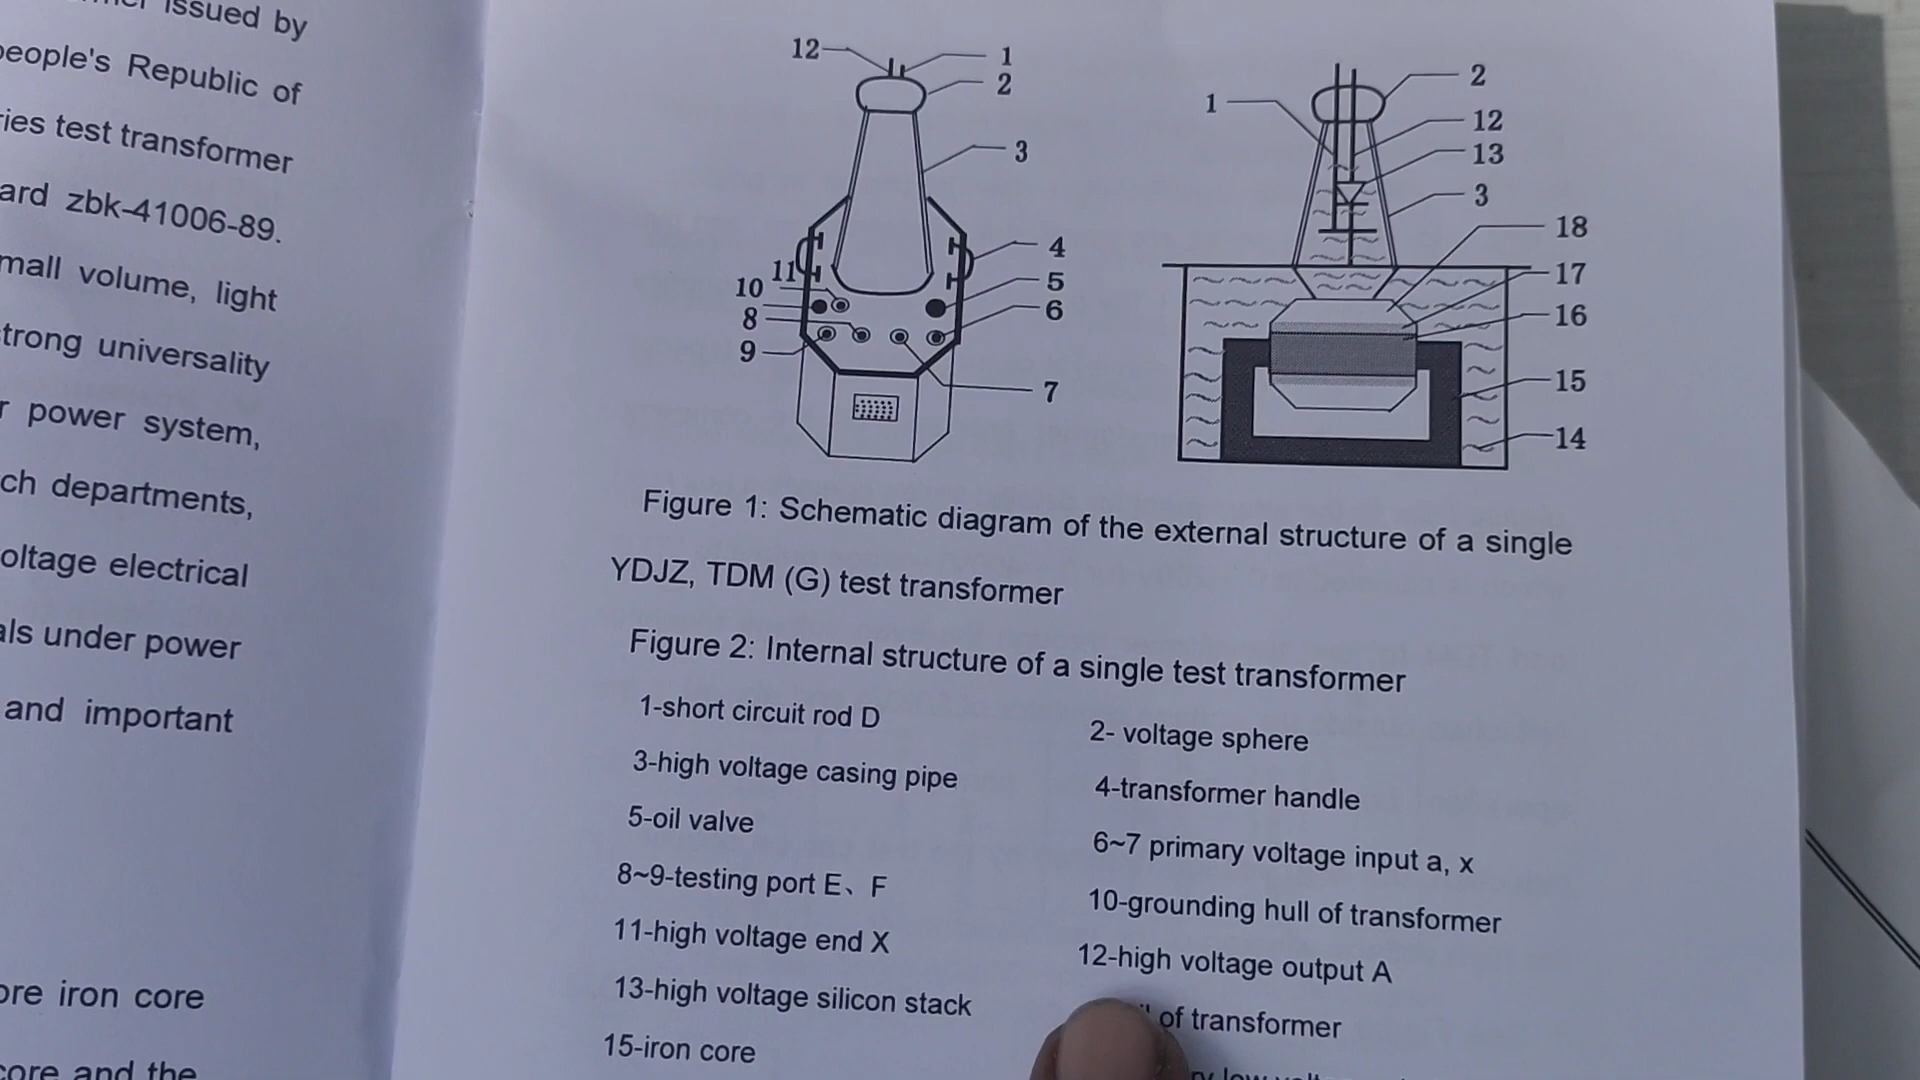 issued by
people's Republic of
ries test transformer
ard zbk-41006-89.
mall volume, light
trong universality
r power system,
ch departments,
oltage electrical
als under power
and important
ore iron core
core and the
12 1
2
3
4
11
10 5
8 6
9
7
1 2
12
13
3
18
17
16
15
14
Figure 1: Schematic diagram of the external structure of a single
YDJZ, TDM (G) test transformer
Figure 2: Internal structure of a single test transformer
1-short circuit rod D 2- voltage sphere
3-high voltage casing pipe 4-transformer handle
5-oil valve 6~7 primary voltage input a, x
8~9-testing port E、F 10-grounding hull of transformer
11-high voltage end X 12-high voltage output A
13-high voltage silicon stack of transformer
15-iron core